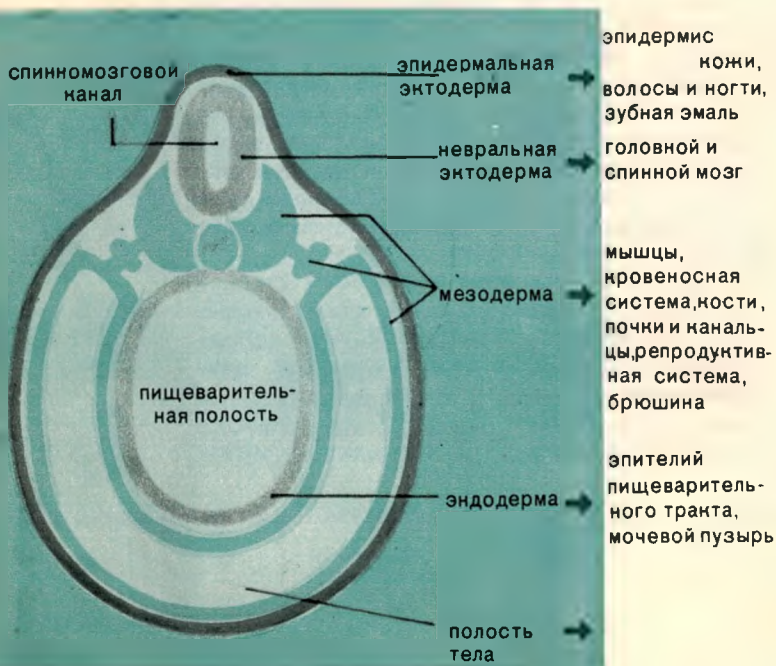 спинномозговой
канал
эпидермальная
эктодерма
эпидермис
кожи,
волосы и ногти,
зубная эмаль
невральная
эктодерма
головной и
спинной мозг
мезодерма
мышцы,
кровеносная
система,кости,
почки и каналь-
цы,репродуктив-
ная система,
брюшина
пищеваритель-
ная полость
эндодерма
эпителий
пищеваритель-
ного тракта,
мочевой пузырь
полость
тела